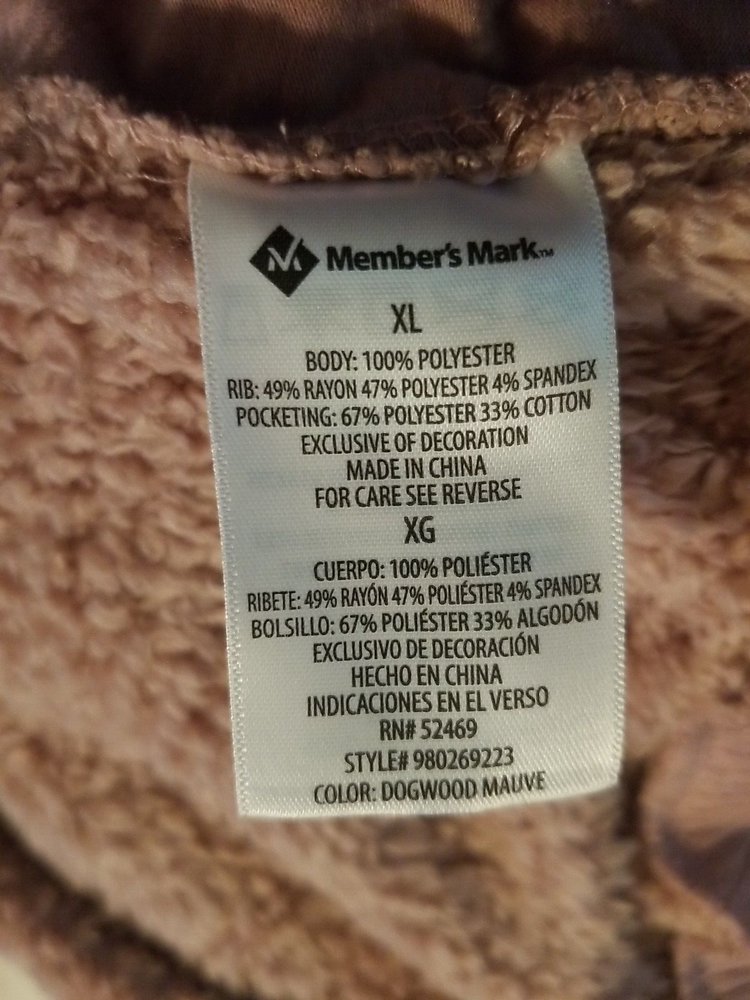 Member's Mark™
XL
BODY: 100% POLYESTER
RIB: 49% RAYON 47% POLYESTER 4% SPANDEX
POCKETING: 67% POLYESTER 33% COTTON
EXCLUSIVE OF DECORATION
MADE IN CHINA
FOR CARE SEE REVERSE
XG
CUERPO: 100% POLIÉSTER
RIBETE: 49% RAYÓN 47% POLIÉSTER 4% SPANDEX
BOLSILLO: 67% POLIÉSTER 33% ALGODÓN
EXCLUSIVO DE DECORACIÓN
HECHO EN CHINA
INDICACIONES EN EL VERSO
RN# 52469
STYLE# 980269223
COLOR: DOGWOOD MAUVE